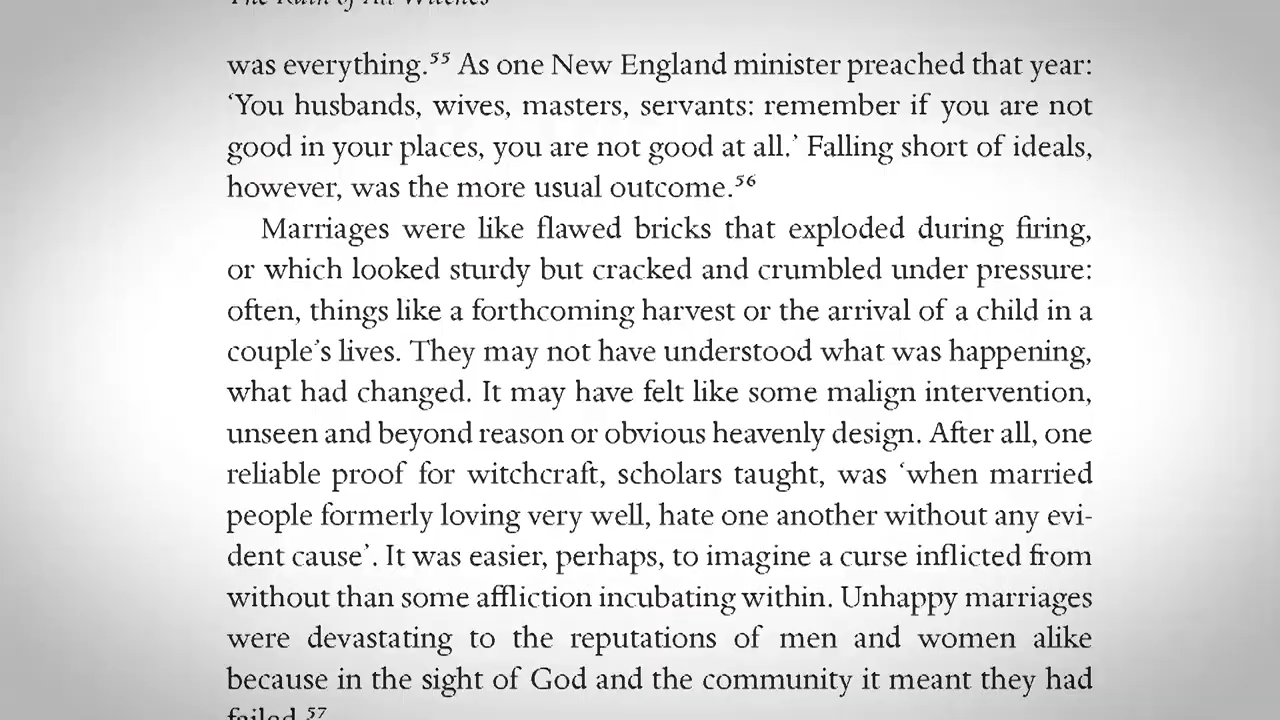 The Ruin of All Witches
was everything.⁵⁵ As one New England minister preached that year:
‘You husbands, wives, masters, servants: remember if you are not
good in your places, you are not good at all.’ Falling short of ideals,
however, was the more usual outcome.⁵⁶
Marriages were like flawed bricks that exploded during firing,
or which looked sturdy but cracked and crumbled under pressure:
often, things like a forthcoming harvest or the arrival of a child in a
couple’s lives. They may not have understood what was happening,
what had changed. It may have felt like some malign intervention,
unseen and beyond reason or obvious heavenly design. After all, one
reliable proof for witchcraft, scholars taught, was ‘when married
people formerly loving very well, hate one another without any evi-
dent cause’. It was easier, perhaps, to imagine a curse inflicted from
without than some affliction incubating within. Unhappy marriages
were devastating to the reputations of men and women alike
because in the sight of God and the community it meant they had
failed.⁵⁷